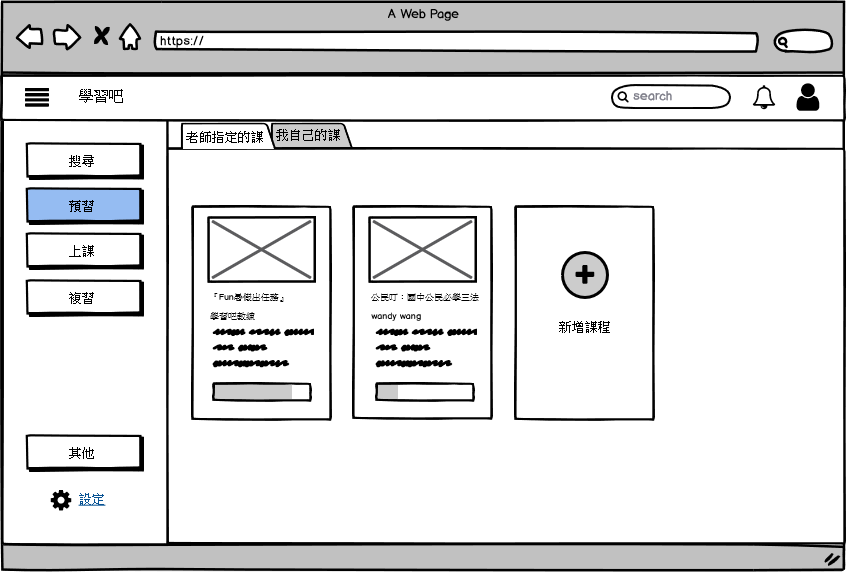 A Web Page
https://
學習吧
search
老師指定的課
我自己的課
搜尋
預習
上課
複習
其他
設定
「Fun暑假出任務』
學習吧教練
公民叮：國中公民必學三法
wandy wang
新增課程